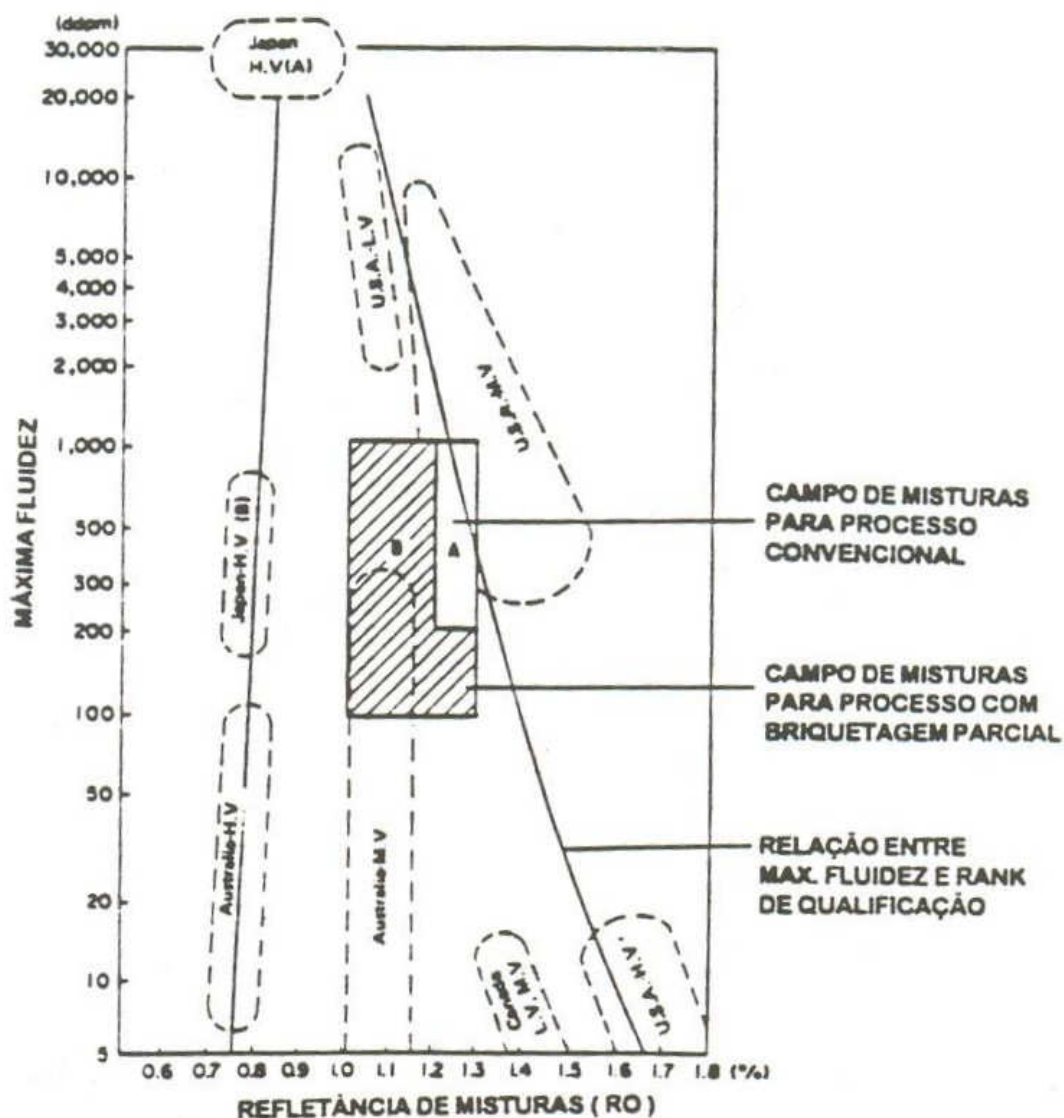 (ddpm)
30,000
20,000
10,000
5,000
4,000
3,000
2,000
1,000
500
300
200
100
50
20
10
5
MÁXIMA FLUIDEZ
Japan
H.V(A)
U.S.A.-L.V
U.S.A.-M.V
Japan-H.V (B)
B
A
Australia-H.V
Australia-M.V
Canada
L.V. M.V
U.S.A.-H.V'
CAMPO DE MISTURAS
PARA PROCESSO
CONVENCIONAL
CAMPO DE MISTURAS
PARA PROCESSO COM
BRIQUETAGEM PARCIAL
RELAÇÃO ENTRE
MAX. FLUIDEZ E RANK
DE QUALIFICAÇÃO
0.6 0.7 0.8 0.9 1.0 1.1 1.2 1.3 1.4 1.5 1.6 1.7 1.8 (%)
REFLETÂNCIA DE MISTURAS ( RO )